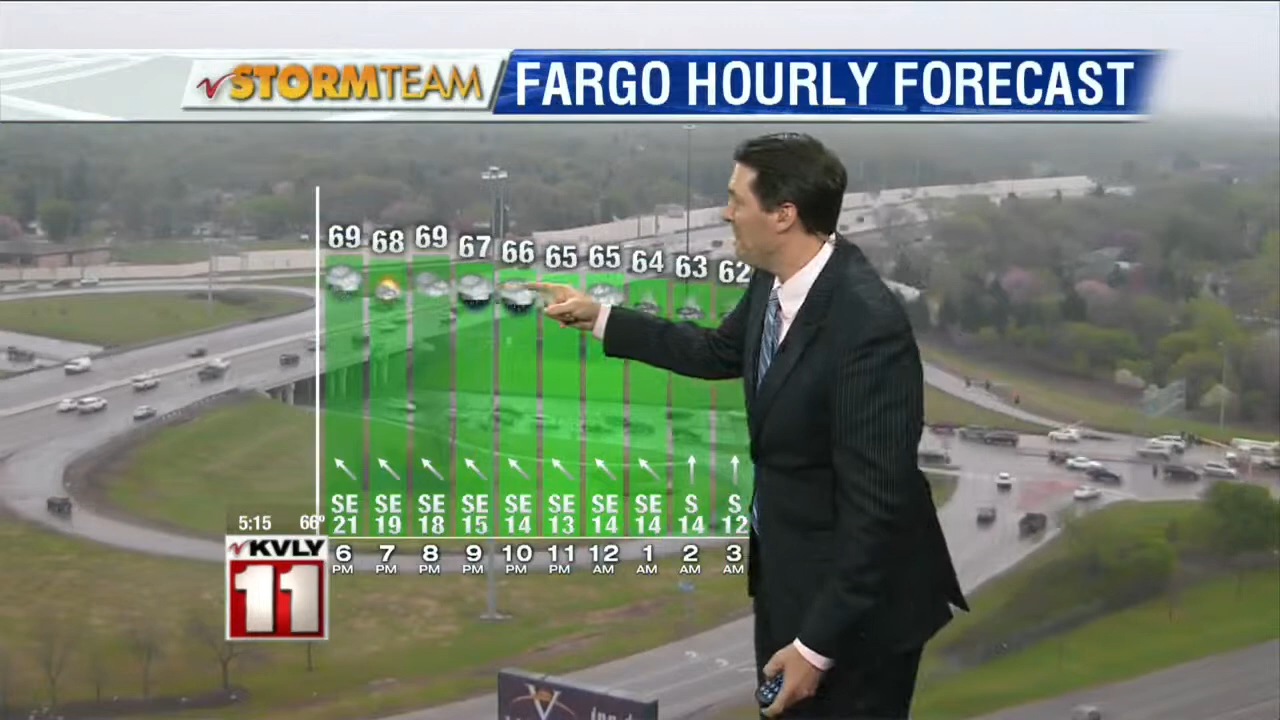 STORMTEAM FARGO HOURLY FORECAST
69 68 69 67 66 65 65 64 63 62
SE SE SE SE SE SE SE SE S S
21 19 18 15 14 13 14 14 14 12
5:15 66°
6 7 8 9 10 11 12 1 2 3
PM PM PM PM PM PM AM AM AM AM
KVLY
11
V